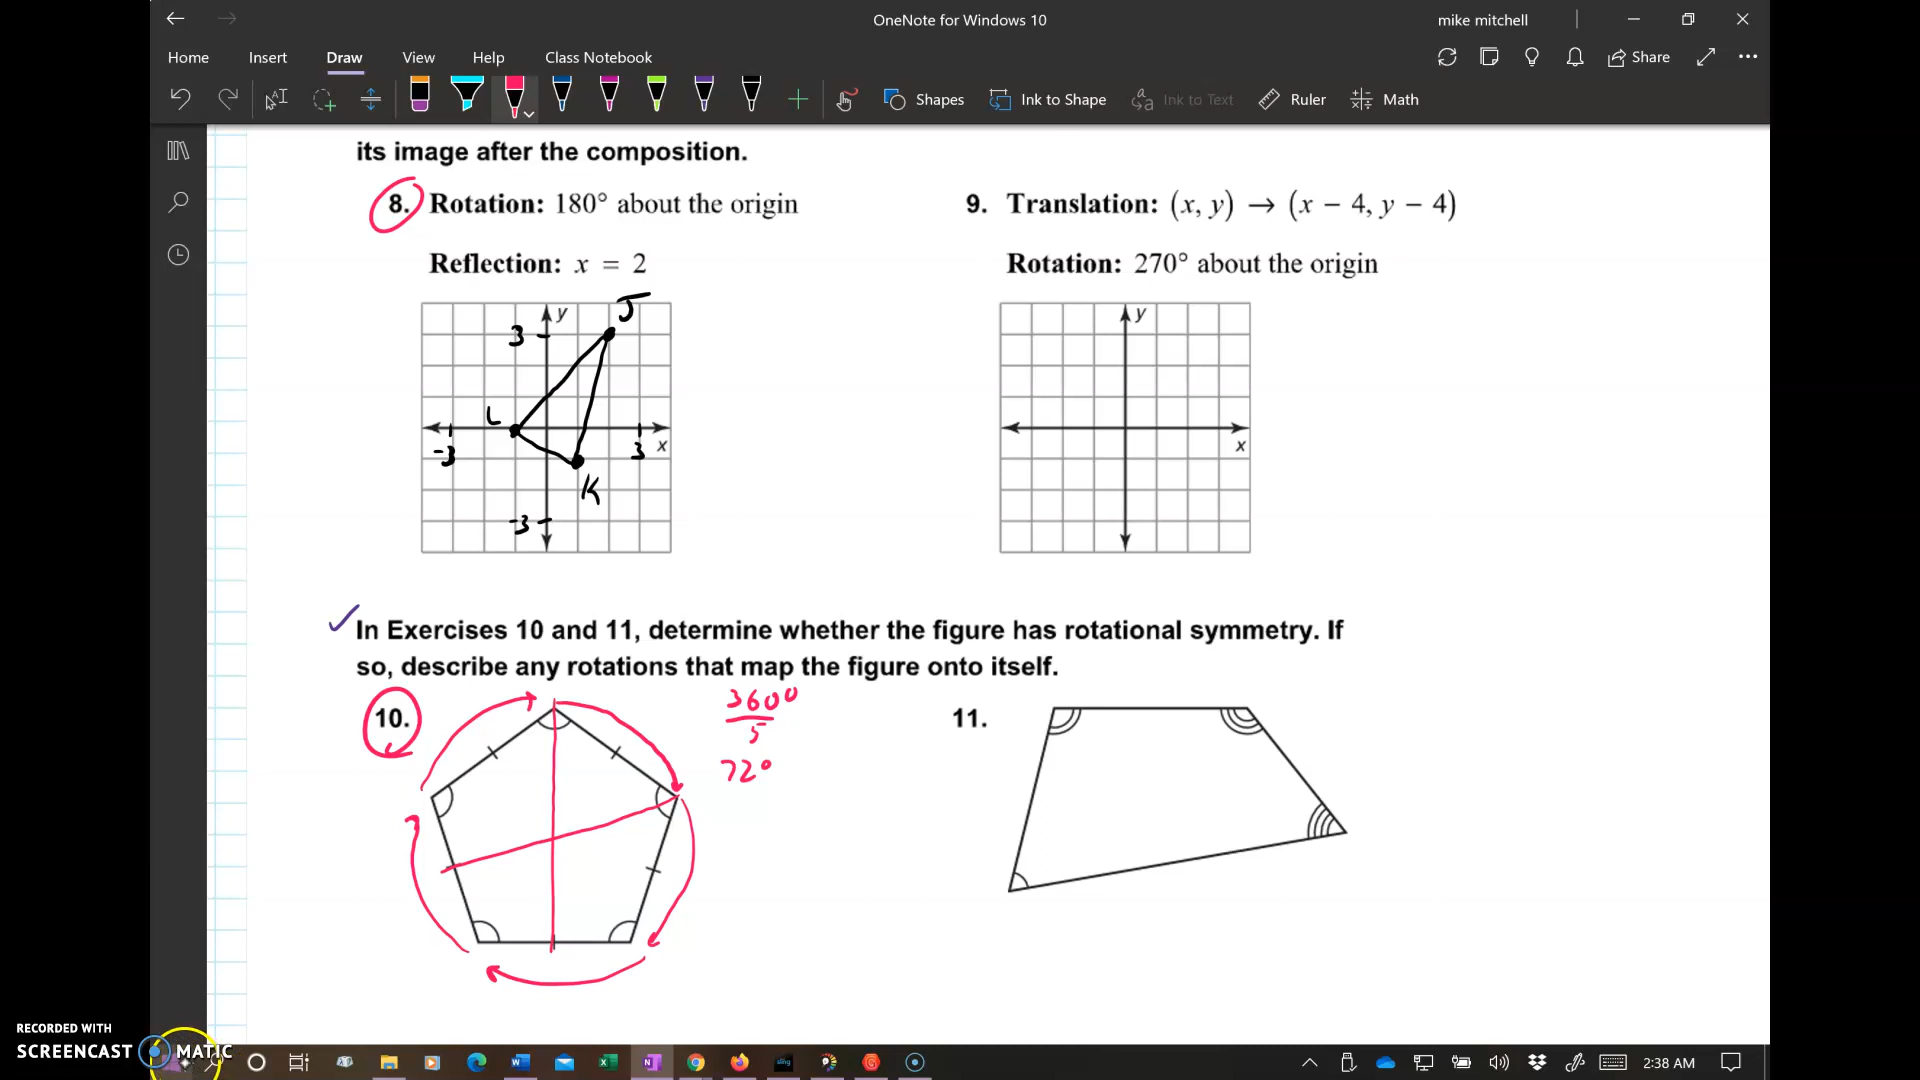 OneNote for Windows 10
mike mitchell
Home Insert Draw View Help Class Notebook
Share
Shapes Ink to Shape Ink to Text Ruler Math
its image after the composition.
8. Rotation: 180° about the origin
Reflection: x = 2
y
J
3
L
-3
3
x
K
-3
9. Translation: (x, y) → (x − 4, y − 4)
Rotation: 270° about the origin
y
x
In Exercises 10 and 11, determine whether the figure has rotational symmetry. If
so, describe any rotations that map the figure onto itself.
10.
360°
5
72°
11.
RECORDED WITH
SCREENCAST MATIC
2:38 AM